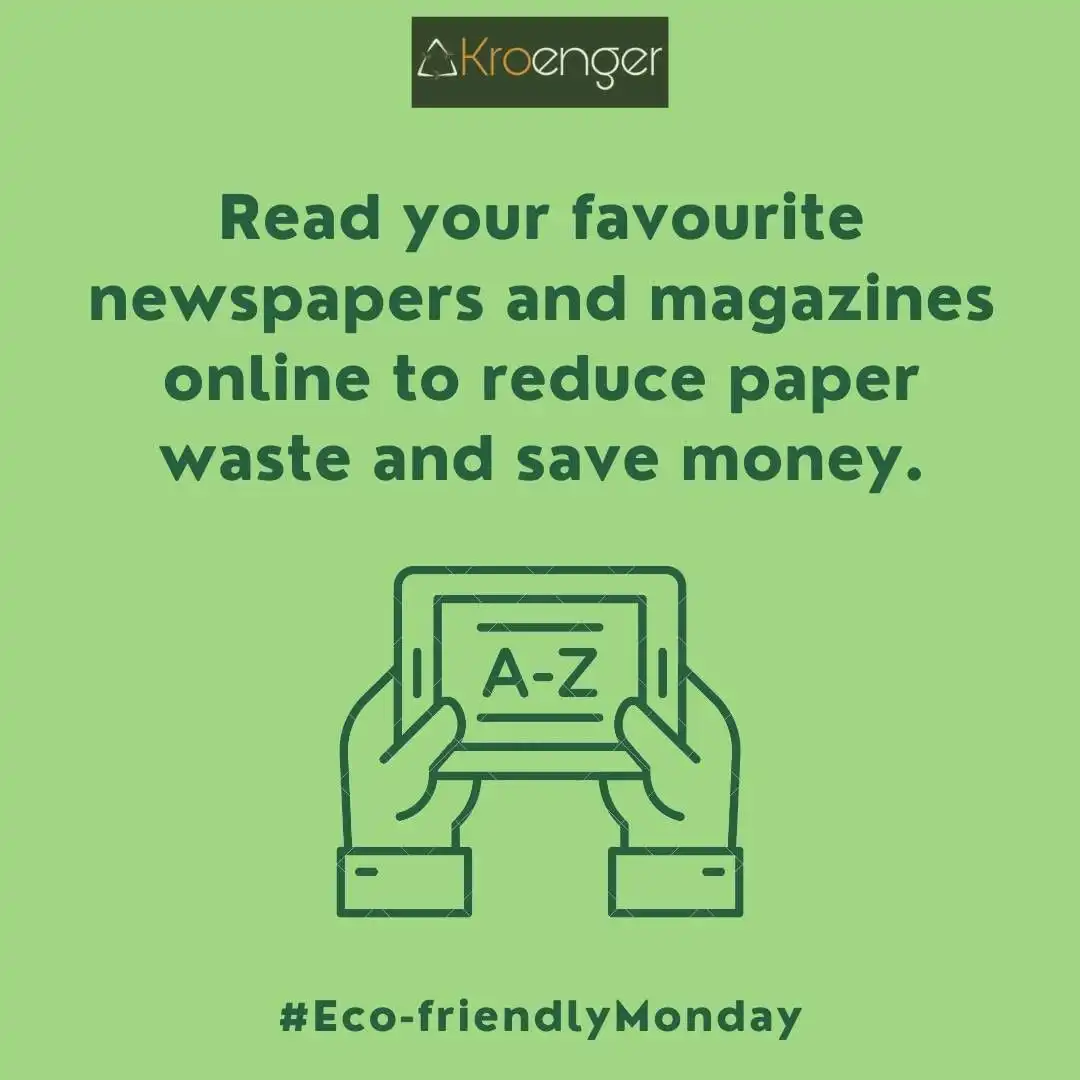 Kroenger
Read your favourite
newspapers and magazines
online to reduce paper
waste and save money.
A-Z
#Eco-friendlyMonday